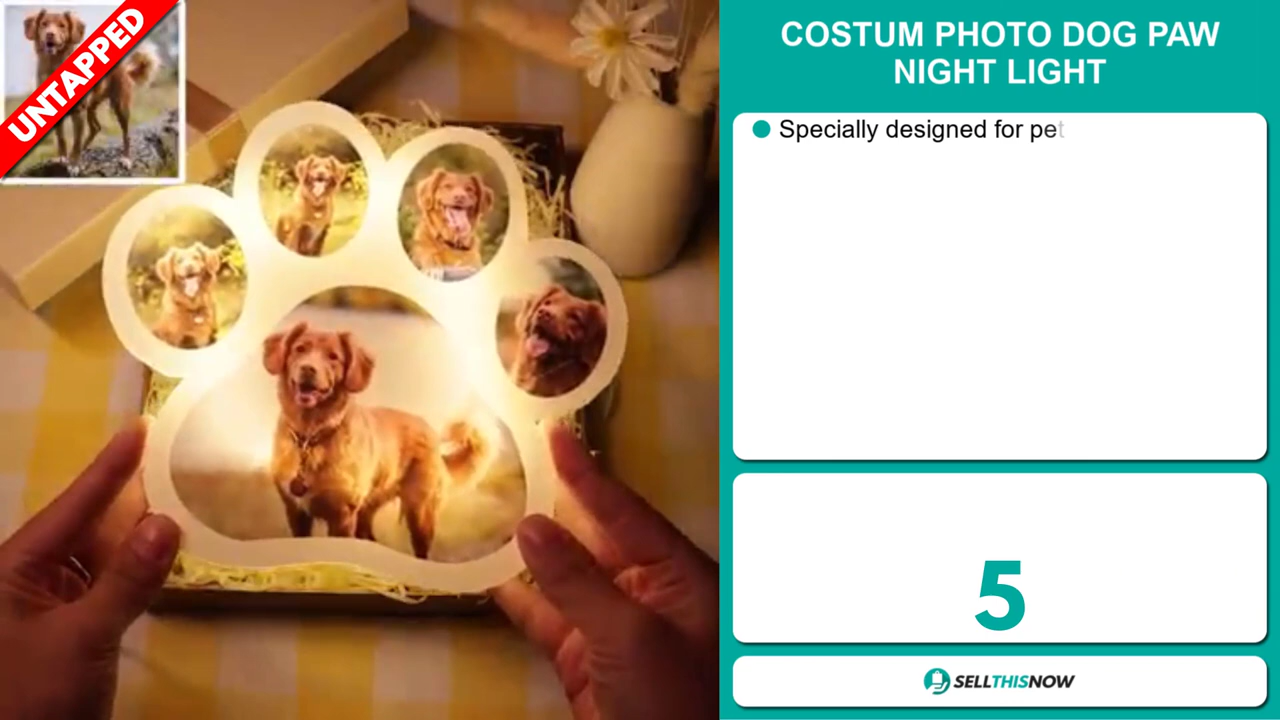 UNTAPPED
COSTUM PHOTO DOG PAW
NIGHT LIGHT
Specially designed for pet
5
SELLTHISNOW